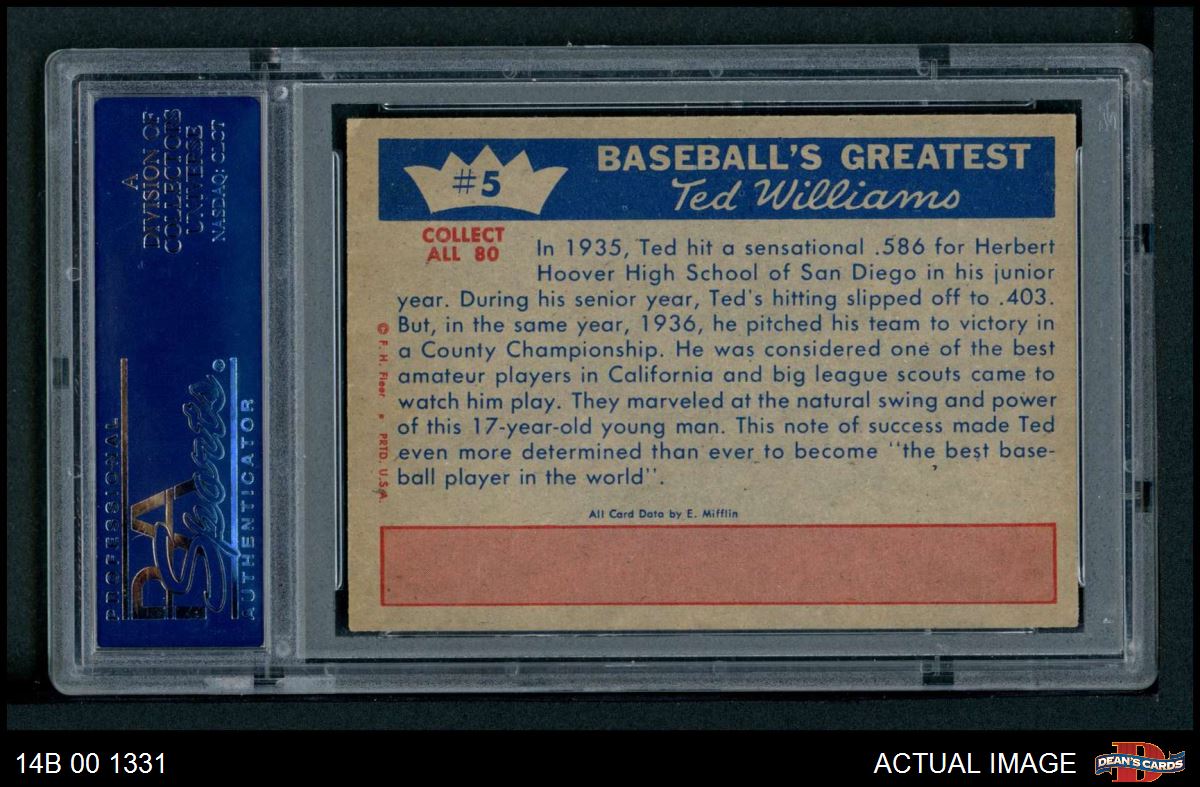 A
DIVISION OF
COLLECTORS
UNIVERSE
NASDAQ: CLCT
PROFESSIONAL
PSA
Sports®
AUTHENTICATOR
#5
BASEBALL'S GREATEST
Ted Williams
COLLECT
ALL 80
In 1935, Ted hit a sensational .586 for Herbert
Hoover High School of San Diego in his junior
year. During his senior year, Ted's hitting slipped off to .403.
But, in the same year, 1936, he pitched his team to victory in
a County Championship. He was considered one of the best
amateur players in California and big league scouts came to
watch him play. They marveled at the natural swing and power
of this 17-year-old young man. This note of success made Ted
even more determined than ever to become "the best base-
ball player in the world".
© F. H. Fleer • PRTD. U.S.A.
All Card Data by E. Mifflin
14B 00 1331
ACTUAL IMAGE
D
DEAN'S CARDS